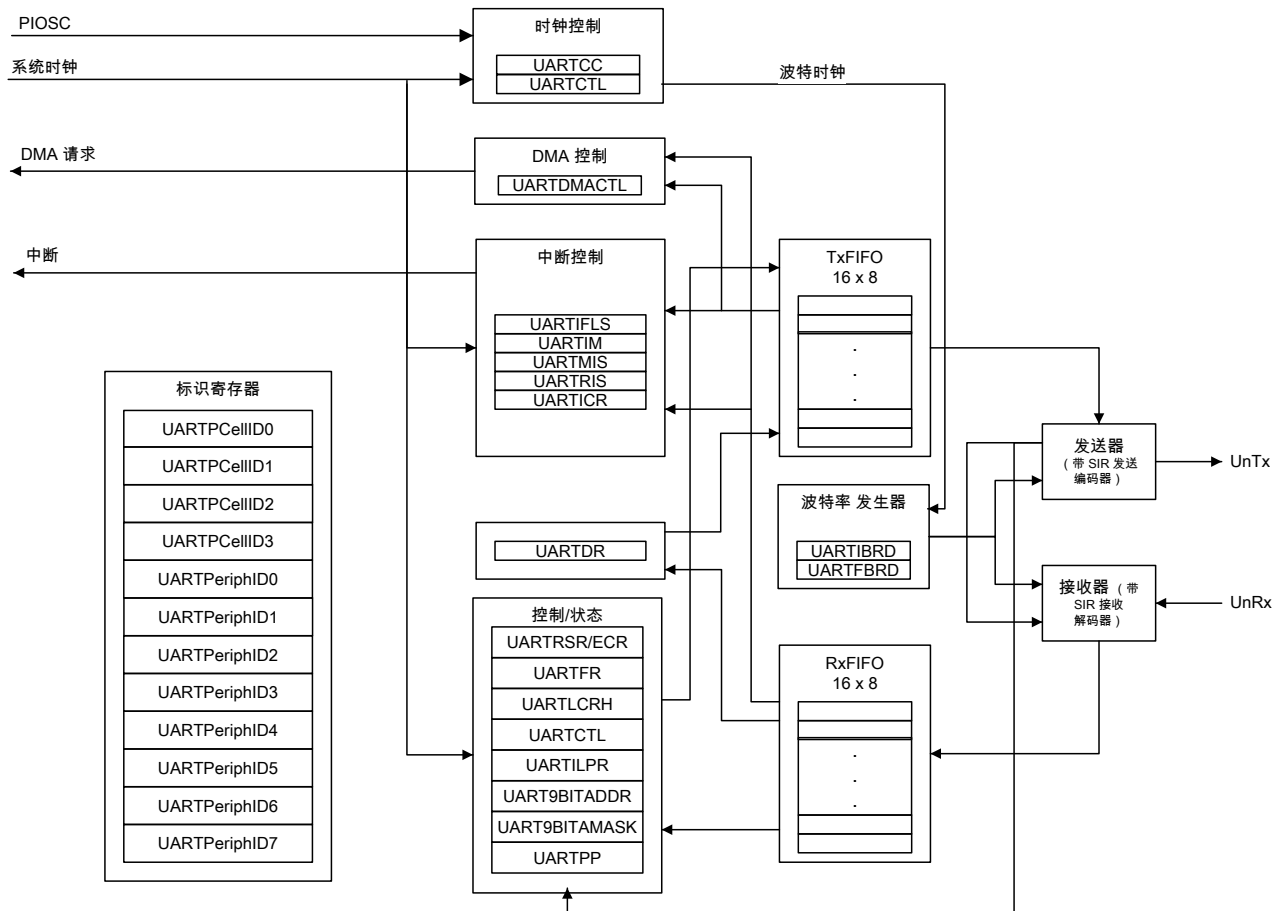 PIOSC
系统时钟
时钟控制
UARTCC
UARTCTL
波特时钟
DMA 请求
DMA 控制
UARTDMACTL
中断
中断控制
UARTIFLS
UARTIM
UARTMIS
UARTRIS
UARTICR
TxFIFO
16 x 8
.
.
.
标识寄存器
UARTPCellID0
UARTPCellID1
UARTPCellID2
UARTPCellID3
UARTPeriphID0
UARTPeriphID1
UARTPeriphID2
UARTPeriphID3
UARTPeriphID4
UARTPeriphID5
UARTPeriphID6
UARTPeriphID7
UARTDR
控制/状态
UARTRSR/ECR
UARTFR
UARTLCRH
UARTCTL
UARTILPR
UART9BITADDR
UART9BITAMASK
UARTPP
波特率 发生器
UARTIBRD
UARTFBRD
RxFIFO
16 x 8
.
.
.
发送器
(带 SIR 发送
编码器)
UnTx
接收器 (带
SIR 接收
解码器)
UnRx